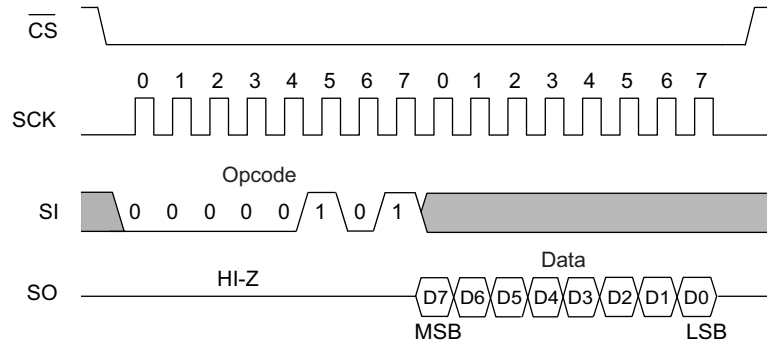 CS
0 1 2 3 4 5 6 7 0 1 2 3 4 5 6 7
SCK
Opcode
SI 0 0 0 0 0 1 0 1
Data
HI-Z
SO D7 D6 D5 D4 D3 D2 D1 D0
MSB LSB